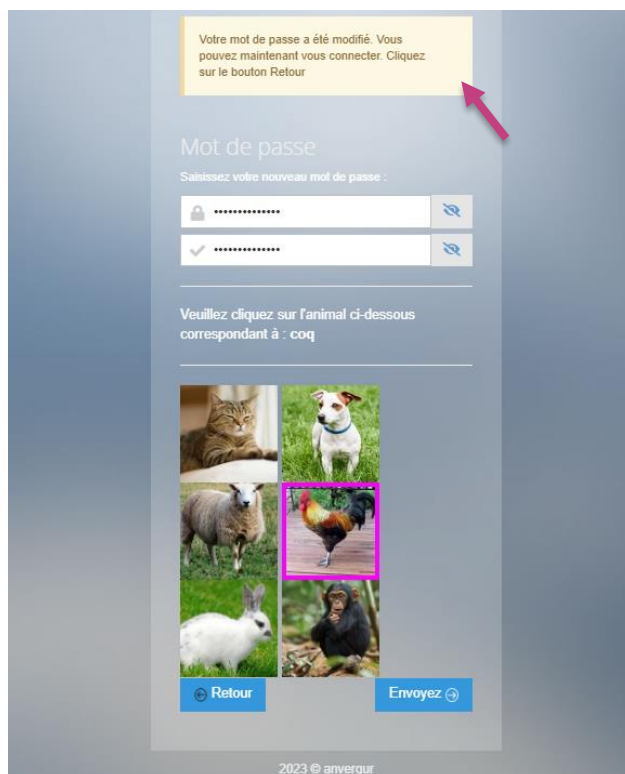 Votre mot de passe a été modifié. Vous
pouvez maintenant vous connecter. Cliquez
sur le bouton Retour
Mot de passe
Saisissez votre nouveau mot de passe :
••••••••••••••
••••••••••••••
Veuillez cliquez sur l'animal ci-dessous
correspondant à : coq
Retour
Envoyez
2023 © anvergur